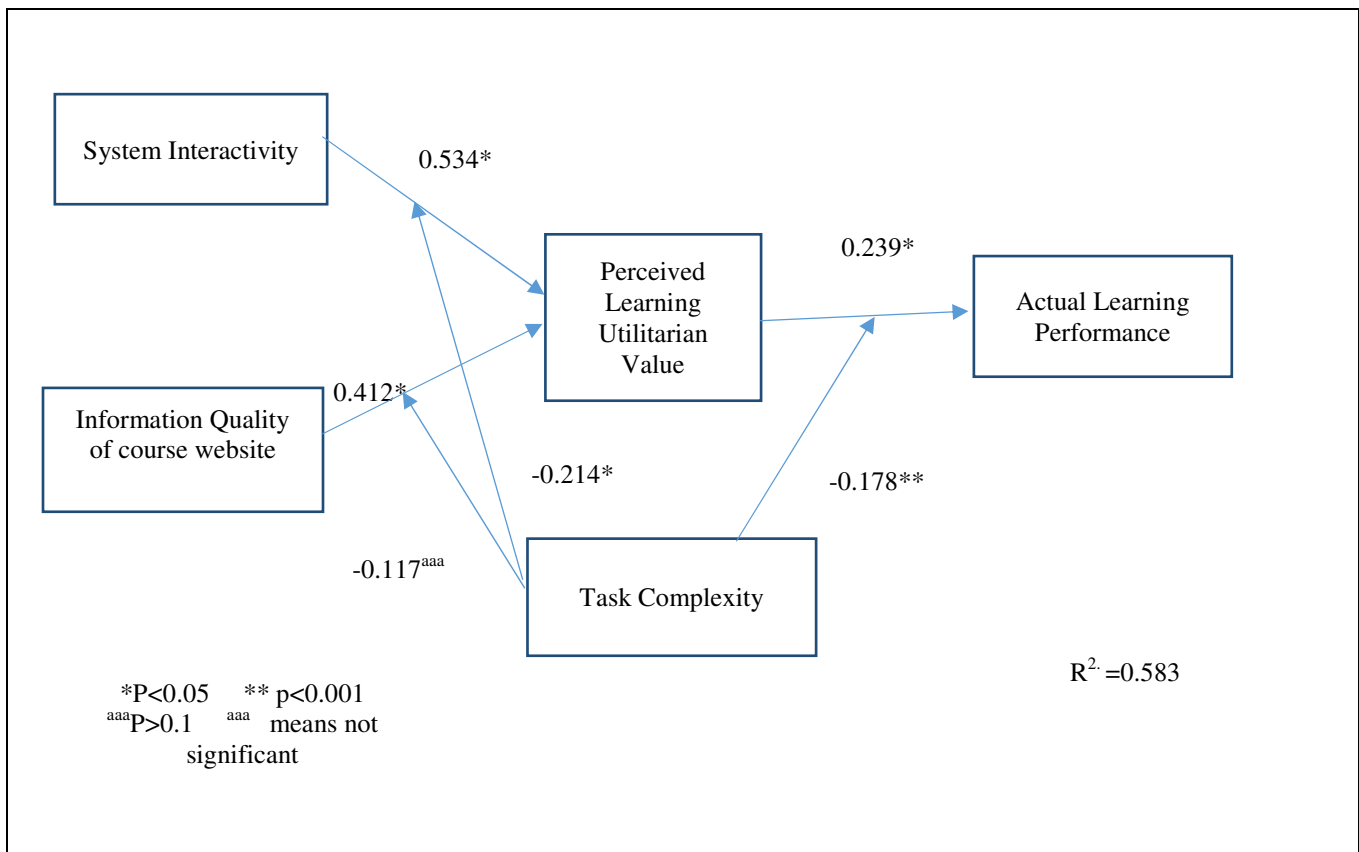 System Interactivity
0.534*
Perceived
Learning
Utilitarian
Value
0.239*
Actual Learning
Performance
0.412*
Information Quality
of course website
-0.214*
-0.178**
-0.117ᵃᵃᵃ
Task Complexity
R²· =0.583
*P<0.05 ** p<0.001
ᵃᵃᵃP>0.1 ᵃᵃᵃ means not
significant